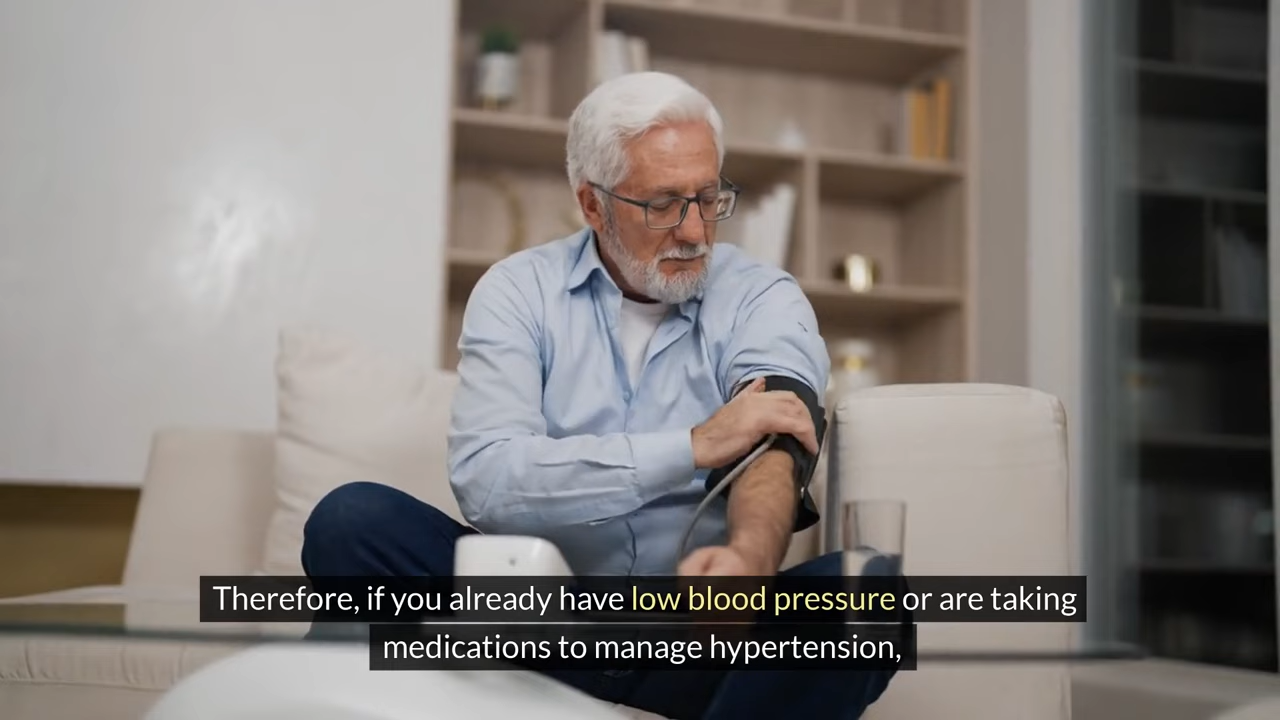 Therefore, if you already have low blood pressure or are taking
medications to manage hypertension,